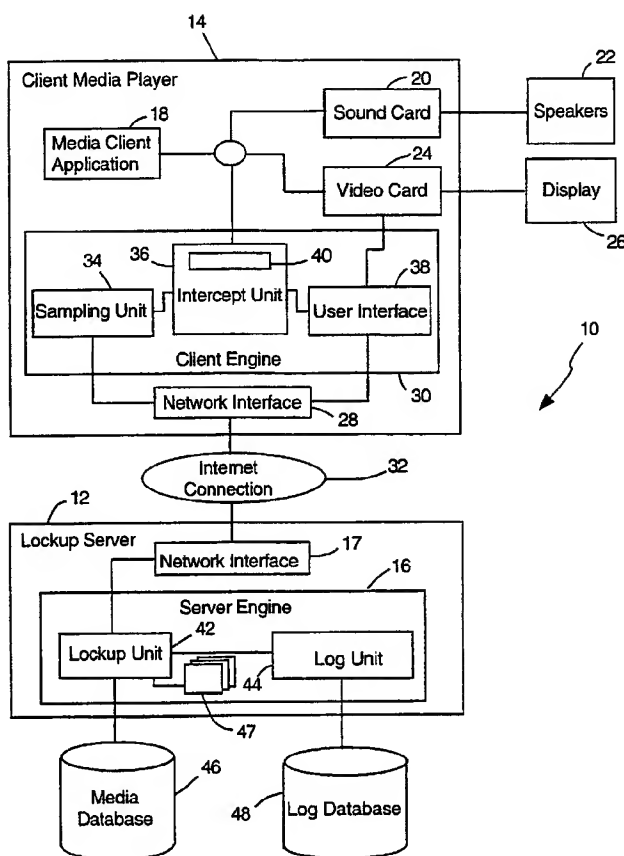 14
Client Media Player
20
22
18
Sound Card
Speakers
Media Client
Application
24
Video Card
Display
26
36
40
34
38
Intercept Unit
Sampling Unit
User Interface
Client Engine
10
30
Network Interface
28
Internet
Connection
32
12
Lockup Server
Network Interface
17
16
Server Engine
42
Lockup Unit
Log Unit
44
47
46
Media
Database
48
Log Database